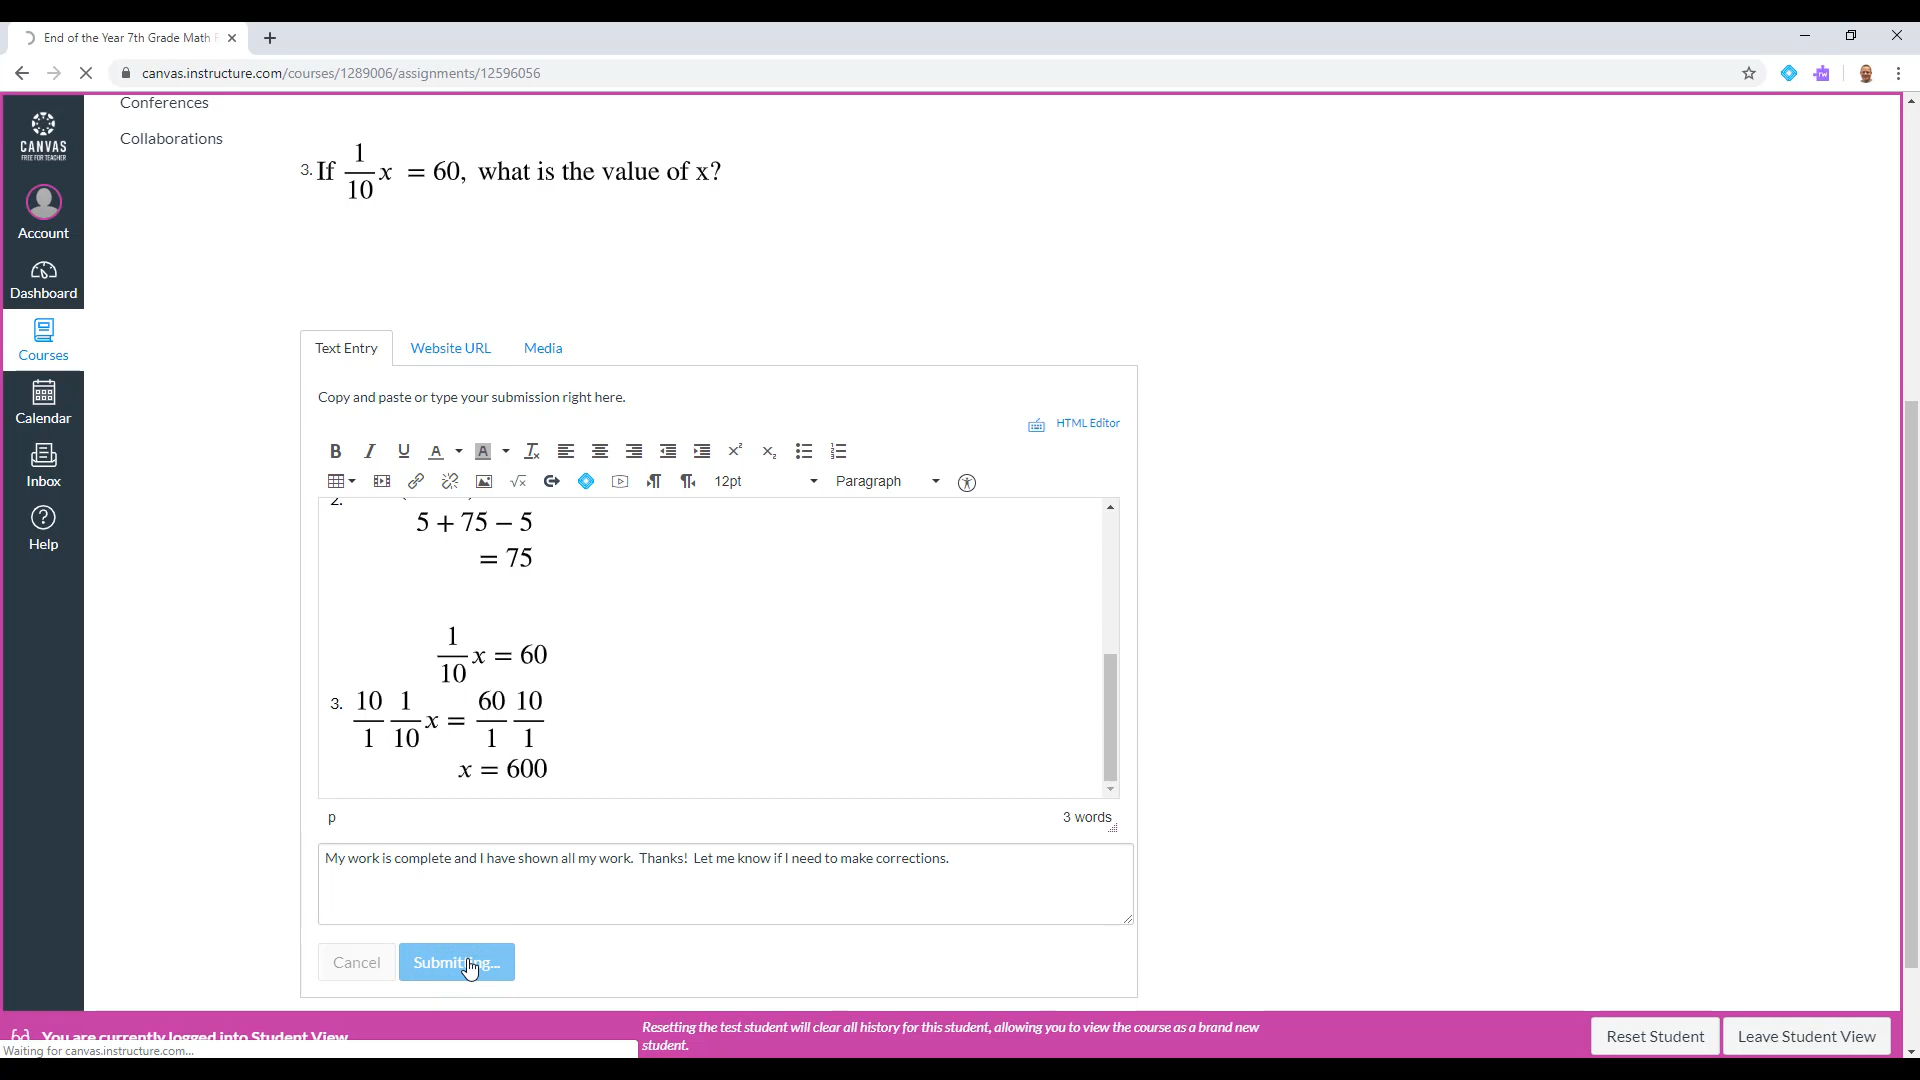 End of the Year 7th Grade Math
canvas.instructure.com/courses/1289006/assignments/12596056
CANVAS
FREE FOR TEACHER
Account
Dashboard
Courses
Calendar
Inbox
Help
Conferences
Collaborations
3. If 1/10 x = 60, what is the value of x?
Text Entry Website URL Media
Copy and paste or type your submission right here.
HTML Editor
12pt Paragraph
2.
5 + 75 − 5
= 75
1/10 x = 60
3. 10/1 1/10 x = 60/1 10/1
x = 600
p 3 words
My work is complete and I have shown all my work. Thanks! Let me know if I need to make corrections.
Cancel Submitting...
You are currently logged into Student View
Resetting the test student will clear all history for this student, allowing you to view the course as a brand new
student.
Reset Student Leave Student View
Waiting for canvas.instructure.com...